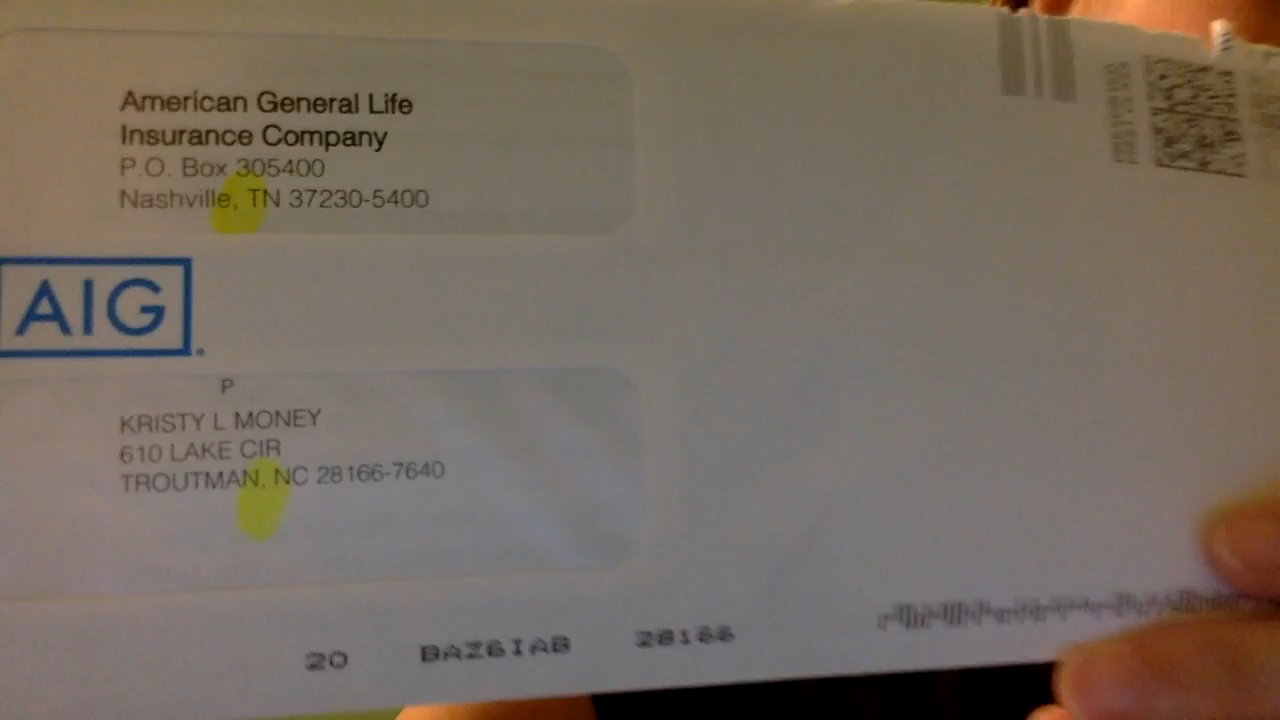 American General Life
Insurance Company
P.O. Box 305400
Nashville, TN 37230-5400
AIG
P
KRISTY L MONEY
610 LAKE CIR
TROUTMAN, NC 28166-7640
20 BAZ6IAB 28166